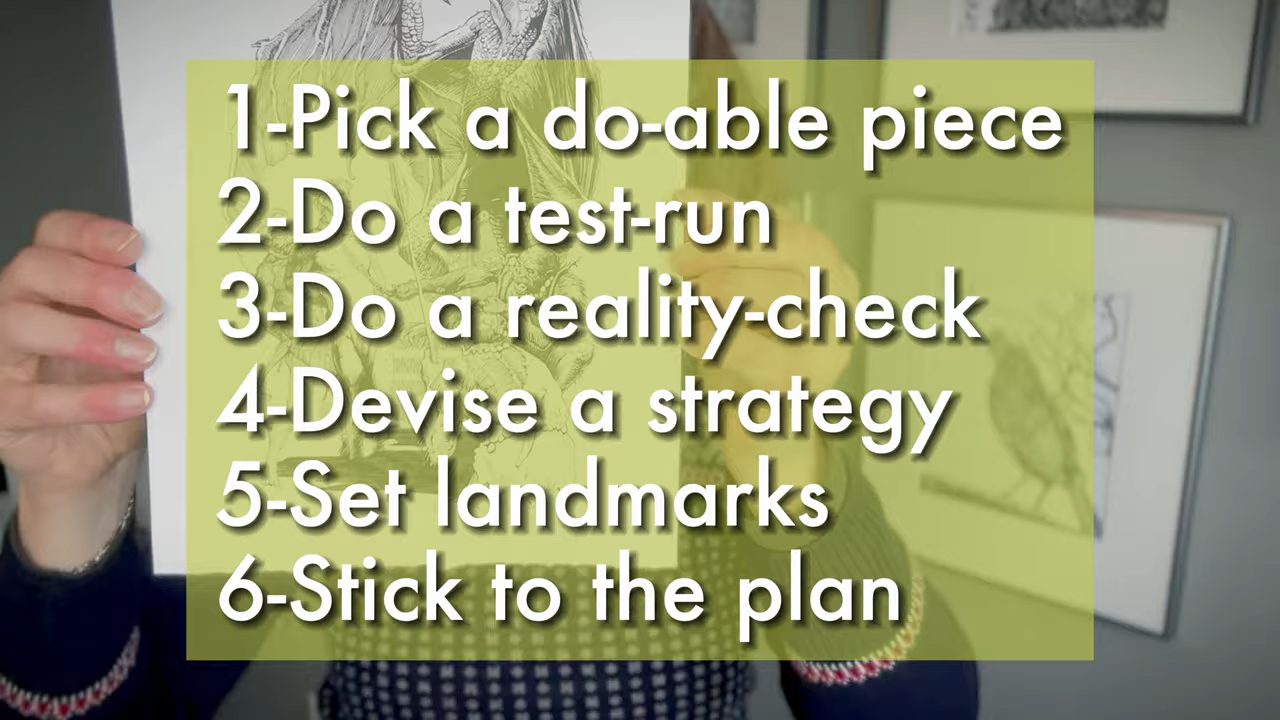 1-Pick a do-able piece
2-Do a test-run
3-Do a reality-check
4-Devise a strategy
5-Set landmarks
6-Stick to the plan